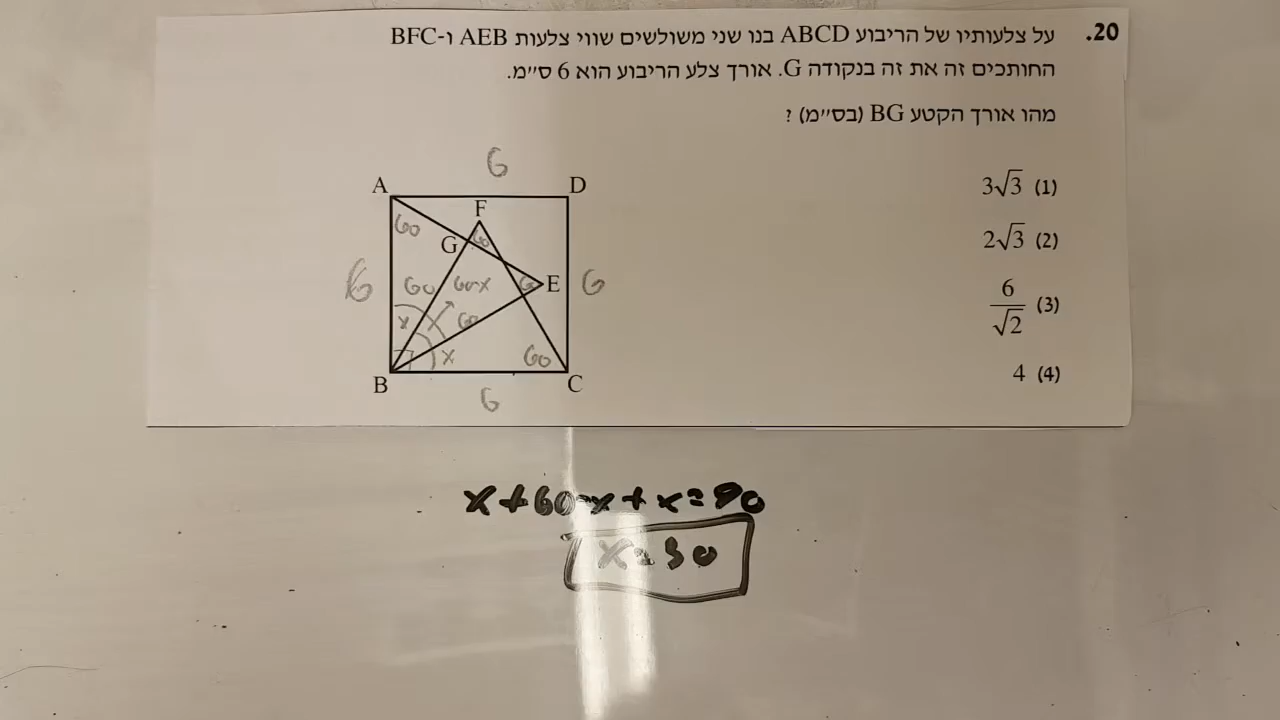 20. על צלעותיו של הריבוע ABCD בנו שני משולשים שווי צלעות AEB ו-BFC
החותכים זה את זה בנקודה G. אורך צלע הריבוע הוא 6 ס״מ.
מהו אורך הקטע BG (בס״מ) ?
(1) 3√3
(2) 2√3
(3) 6/√2
(4) 4
6
A D
F
60
G 60
6 60 60-x E 6
x 60
x 60
B C
6
x+60-x+x=90
x=30